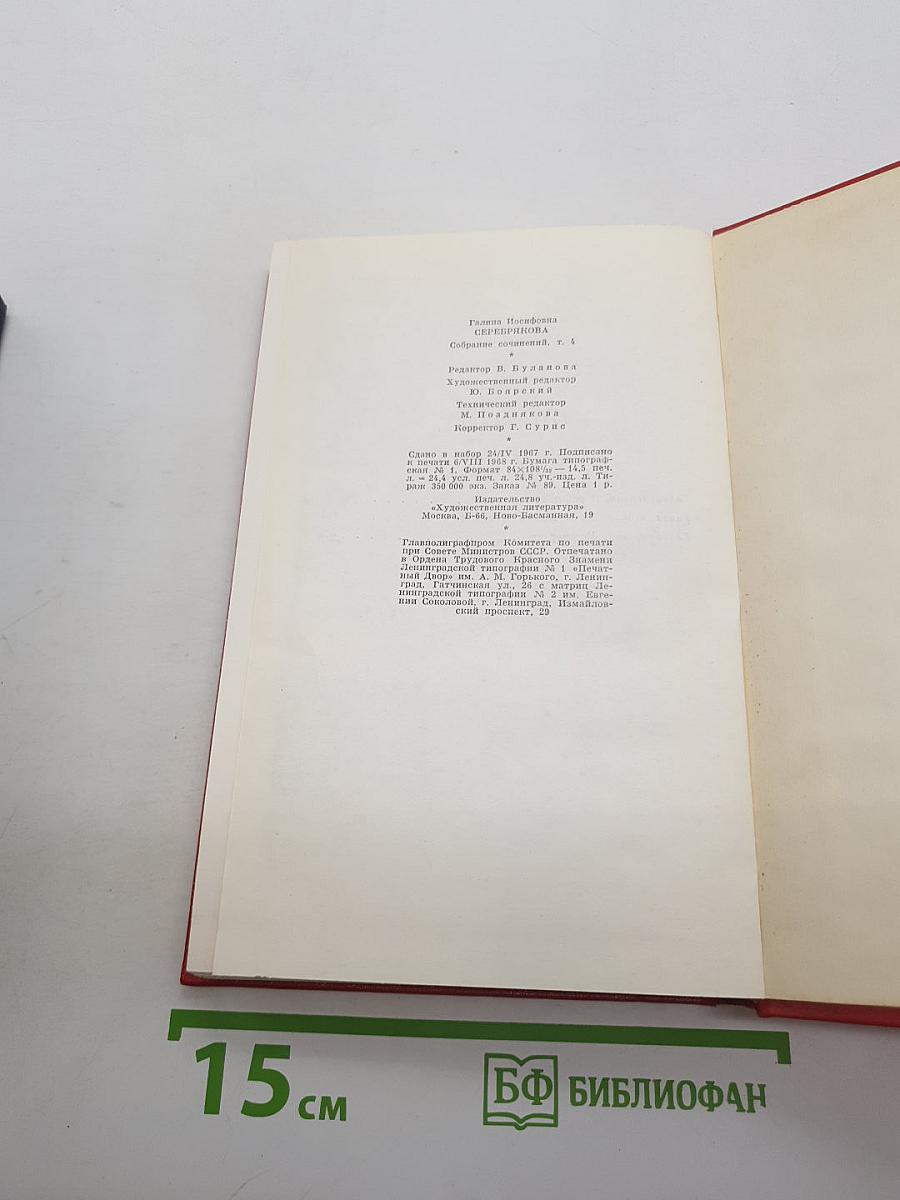 Галина Иосифовна
СЕРЕБРЯКОВА
Собрание сочинений, т. 4
*
Редактор В. Буланова
Художественный редактор
Ю. Боярский
Технический редактор
М. Позднякова
Корректор Г. Сурис
*
Сдано в набор 24/IV 1967 г. Подписано
к печати 6/VIII 1968 г. Бумага типограф-
ская № 1. Формат 84×108¹/₃₂ — 14,5 печ.
л. = 24,4 усл. печ. л. 24,8 уч.-изд. л. Ти-
раж 350 000 экз. Заказ № 89. Цена 1 р.
Издательство
«Художественная литература»
Москва, Б-66, Ново-Басманная, 19
*
Главполиграфпром Комитета по печати
при Совете Министров СССР. Отпечатано
в Ордена Трудового Красного Знамени
Ленинградской типографии № 1 «Печат-
ный Двор» им. А. М. Горького, г. Ленин-
град, Гатчинская ул., 26 с матриц Ле-
нинградской типографии № 2 им. Евге-
нии Соколовой, г. Ленинград, Измайлов-
ский проспект, 29
15 см
БФ БИБЛИОФАН